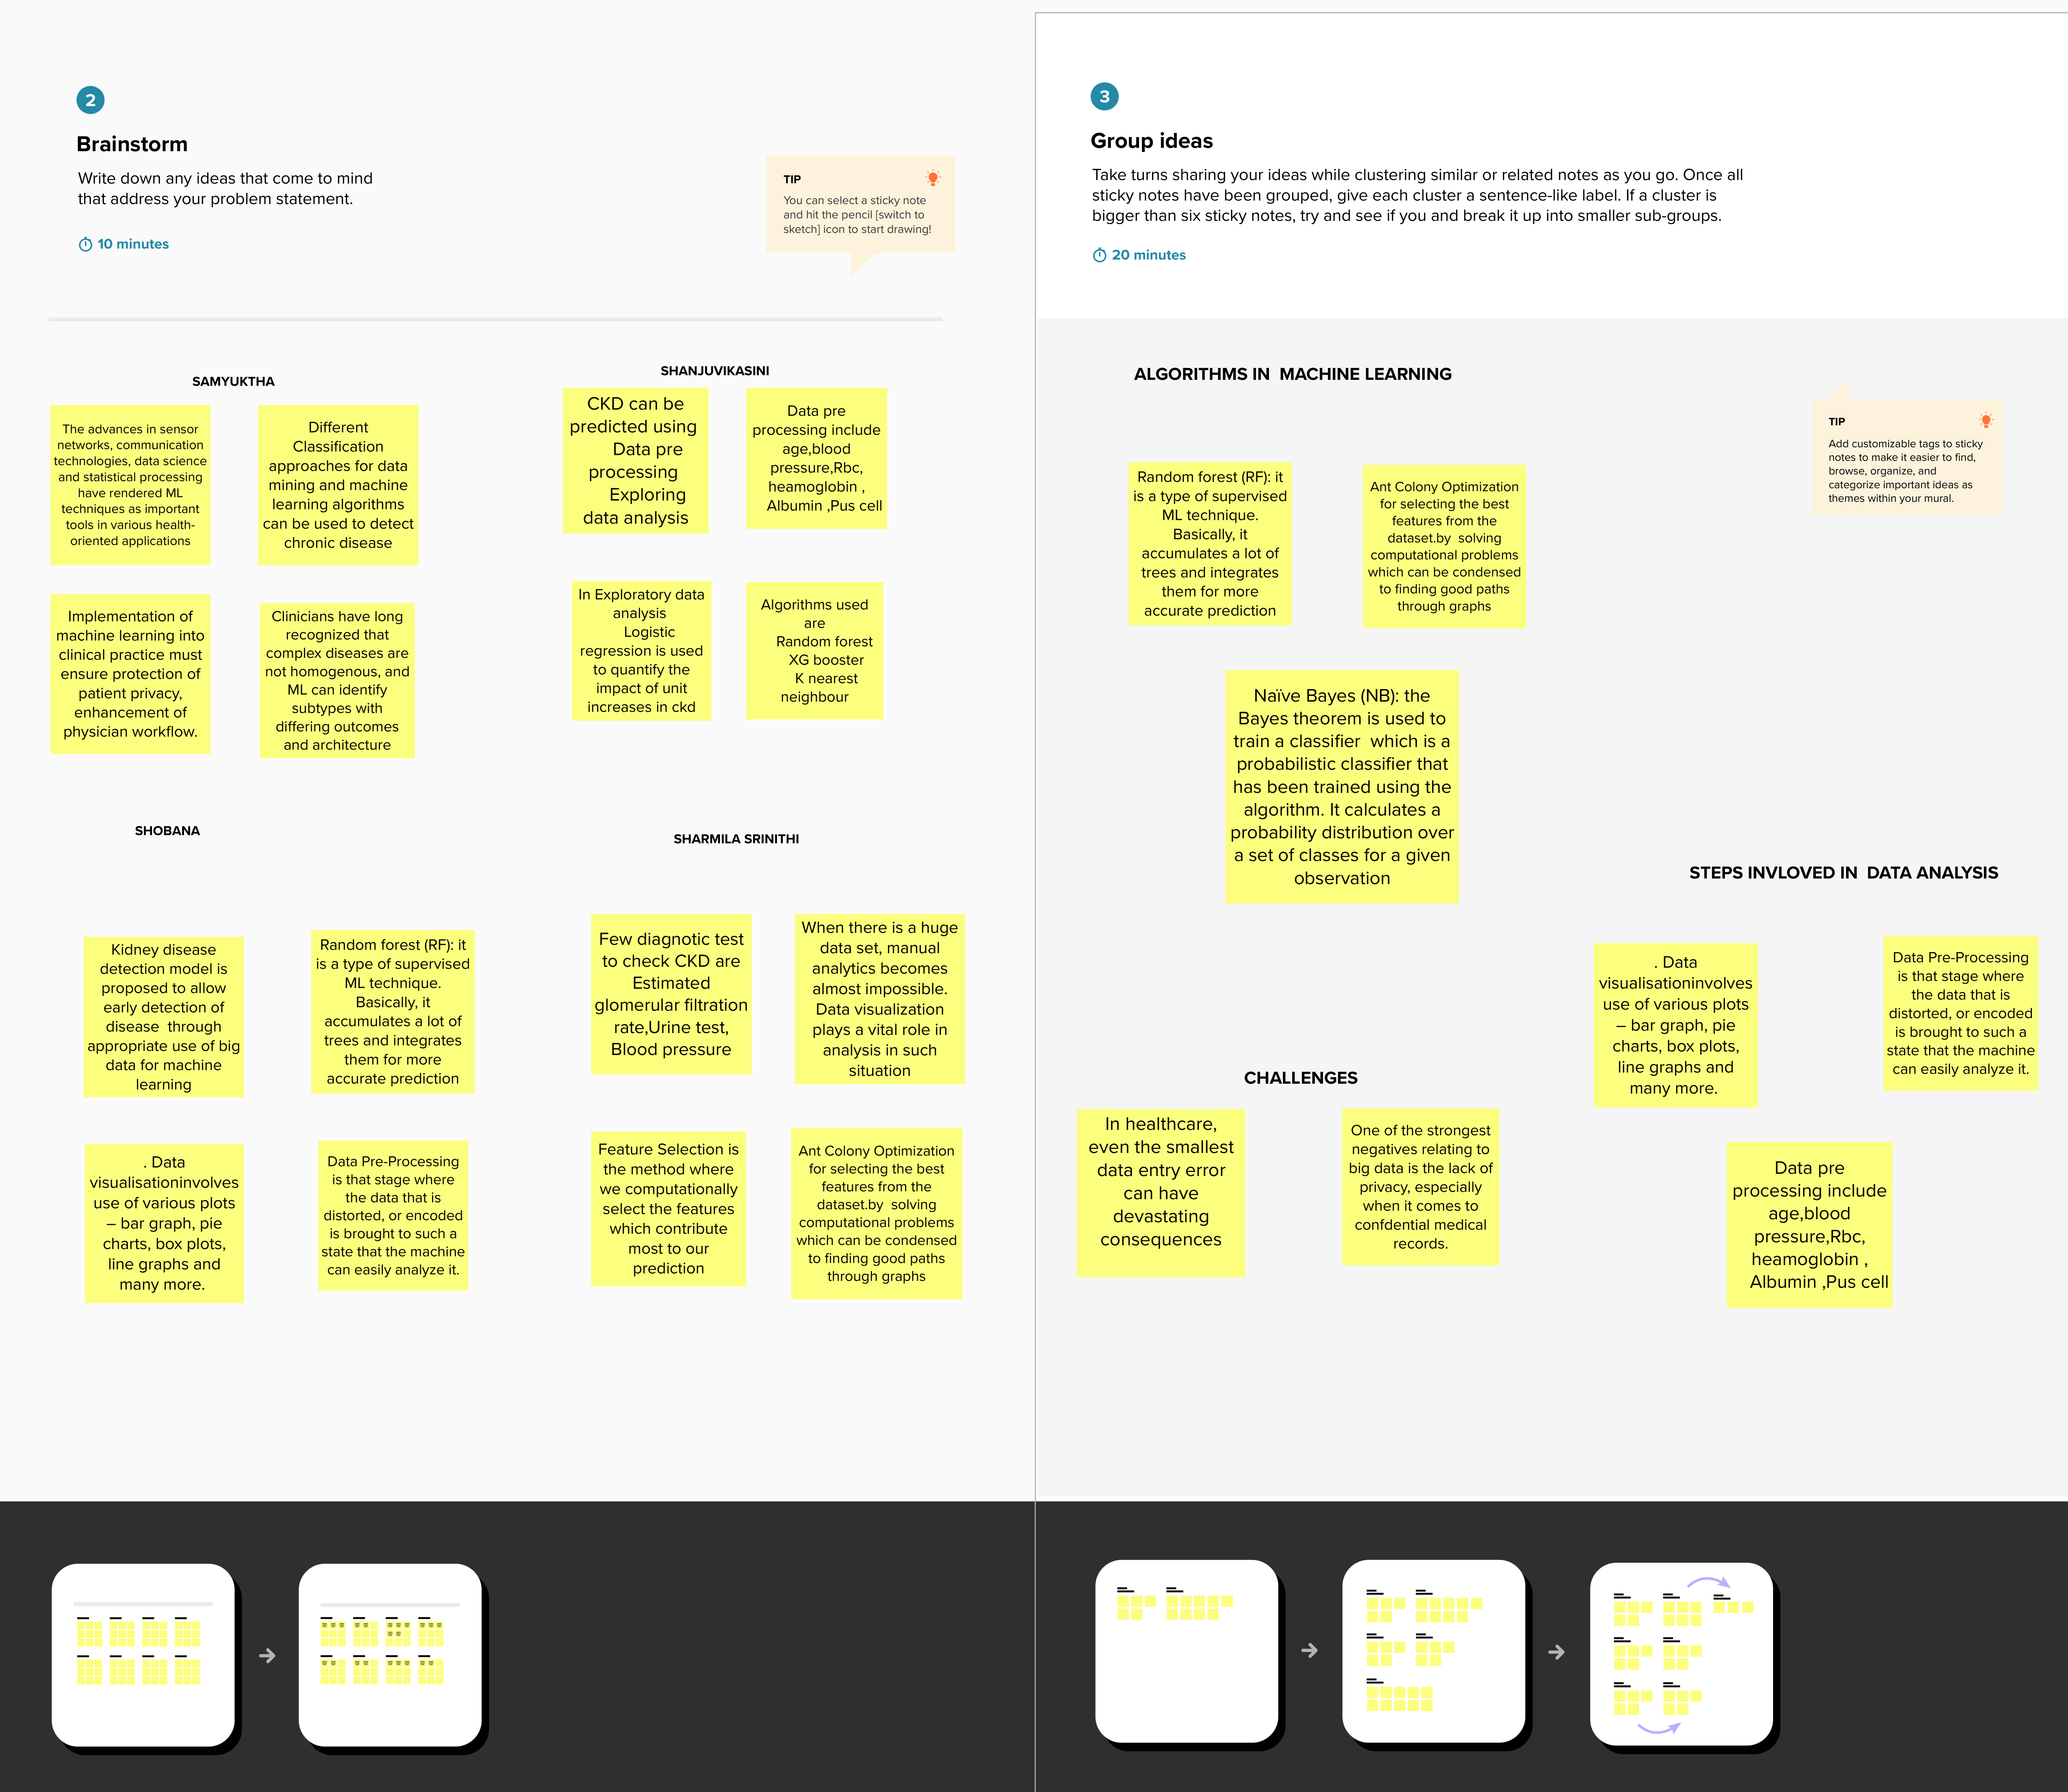 2
Brainstorm
Write down any ideas that come to mind
that address your problem statement.
10 minutes
TIP
You can select a sticky note
and hit the pencil [switch to
sketch] icon to start drawing!
SAMYUKTHA
The advances in sensor
networks, communication
technologies, data science
and statistical processing
have rendered ML
techniques as important
tools in various health-
oriented applications
Different
Classification
approaches for data
mining and machine
learning algorithms
can be used to detect
chronic disease
Implementation of
machine learning into
clinical practice must
ensure protection of
patient privacy,
enhancement of
physician workflow.
Clinicians have long
recognized that
complex diseases are
not homogenous, and
ML can identify
subtypes with
differing outcomes
and architecture
SHANJUVIKASINI
CKD can be
predicted using
Data pre
processing
Exploring
data analysis
Data pre
processing include
age,blood
pressure,Rbc,
heamoglobin ,
Albumin ,Pus cell
In Exploratory data
analysis
Logistic
regression is used
to quantify the
impact of unit
increases in ckd
Algorithms used
are
Random forest
XG booster
K nearest
neighbour
SHOBANA
Kidney disease
detection model is
proposed to allow
early detection of
disease  through
appropriate use of big
data for machine
learning
Random forest (RF): it
is a type of supervised
ML technique.
Basically, it
accumulates a lot of
trees and integrates
them for more
accurate prediction
. Data
visualisationinvolves
use of various plots
– bar graph, pie
charts, box plots,
line graphs and
many more.
Data Pre-Processing
is that stage where
the data that is
distorted, or encoded
is brought to such a
state that the machine
can easily analyze it.
SHARMILA SRINITHI
Few diagnotic test
to check CKD are
Estimated
glomerular filtration
rate,Urine test,
Blood pressure
When there is a huge
data set, manual
analytics becomes
almost impossible.
Data visualization
plays a vital role in
analysis in such
situation
Feature Selection is
the method where
we computationally
select the features
which contribute
most to our
prediction
Ant Colony Optimization
for selecting the best
features from the
dataset.by  solving
computational problems
which can be condensed
to finding good paths
through graphs
3
Group ideas
Take turns sharing your ideas while clustering similar or related notes as you go. Once all
sticky notes have been grouped, give each cluster a sentence-like label. If a cluster is
bigger than six sticky notes, try and see if you and break it up into smaller sub-groups.
20 minutes
ALGORITHMS IN  MACHINE LEARNING
Random forest (RF): it
is a type of supervised
ML technique.
Basically, it
accumulates a lot of
trees and integrates
them for more
accurate prediction
Ant Colony Optimization
for selecting the best
features from the
dataset.by  solving
computational problems
which can be condensed
to finding good paths
through graphs
Naïve Bayes (NB): the
Bayes theorem is used to
train a classifier  which is a
probabilistic classifier that
has been trained using the
algorithm. It calculates a
probability distribution over
a set of classes for a given
observation
TIP
Add customizable tags to sticky
notes to make it easier to find,
browse, organize, and
categorize important ideas as
themes within your mural.
STEPS INVLOVED IN  DATA ANALYSIS
. Data
visualisationinvolves
use of various plots
– bar graph, pie
charts, box plots,
line graphs and
many more.
Data Pre-Processing
is that stage where
the data that is
distorted, or encoded
is brought to such a
state that the machine
can easily analyze it.
Data pre
processing include
age,blood
pressure,Rbc,
heamoglobin ,
Albumin ,Pus cell
CHALLENGES
In healthcare,
even the smallest
data entry error
can have
devastating
consequences
One of the strongest
negatives relating to
big data is the lack of
privacy, especially
when it comes to
confdential medical
records.